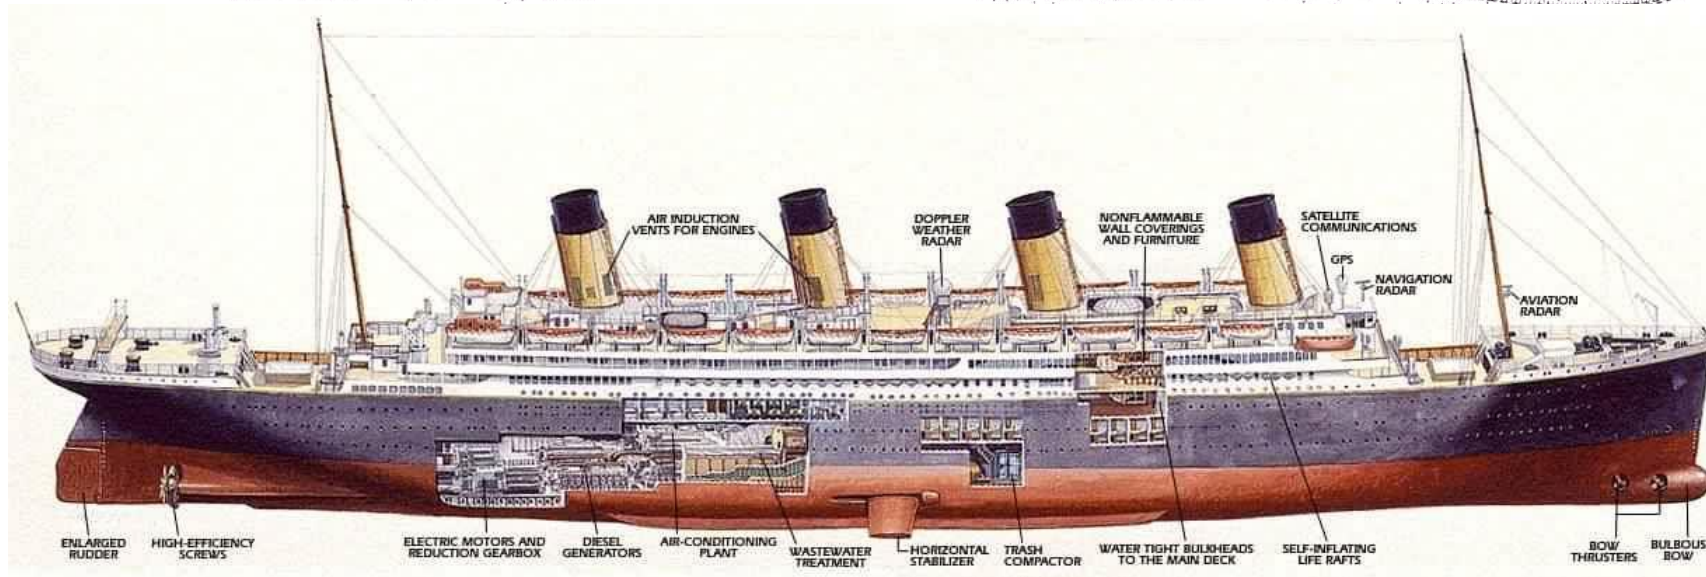 AIR INDUCTION
VENTS FOR ENGINES
DOPPLER
WEATHER
RADAR
NONFLAMMABLE
WALL COVERINGS
AND FURNITURE
SATELLITE
COMMUNICATIONS
GPS
NAVIGATION
RADAR
AVIATION
RADAR
ENLARGED
RUDDER
HIGH-EFFICIENCY
SCREWS
ELECTRIC MOTORS AND
REDUCTION GEARBOX
DIESEL
GENERATORS
AIR-CONDITIONING
PLANT
WASTEWATER
TREATMENT
HORIZONTAL
STABILIZER
TRASH
COMPACTOR
WATER TIGHT BULKHEADS
TO THE MAIN DECK
SELF-INFLATING
LIFE RAFTS
BOW
THRUSTERS
BULBOUS
BOW